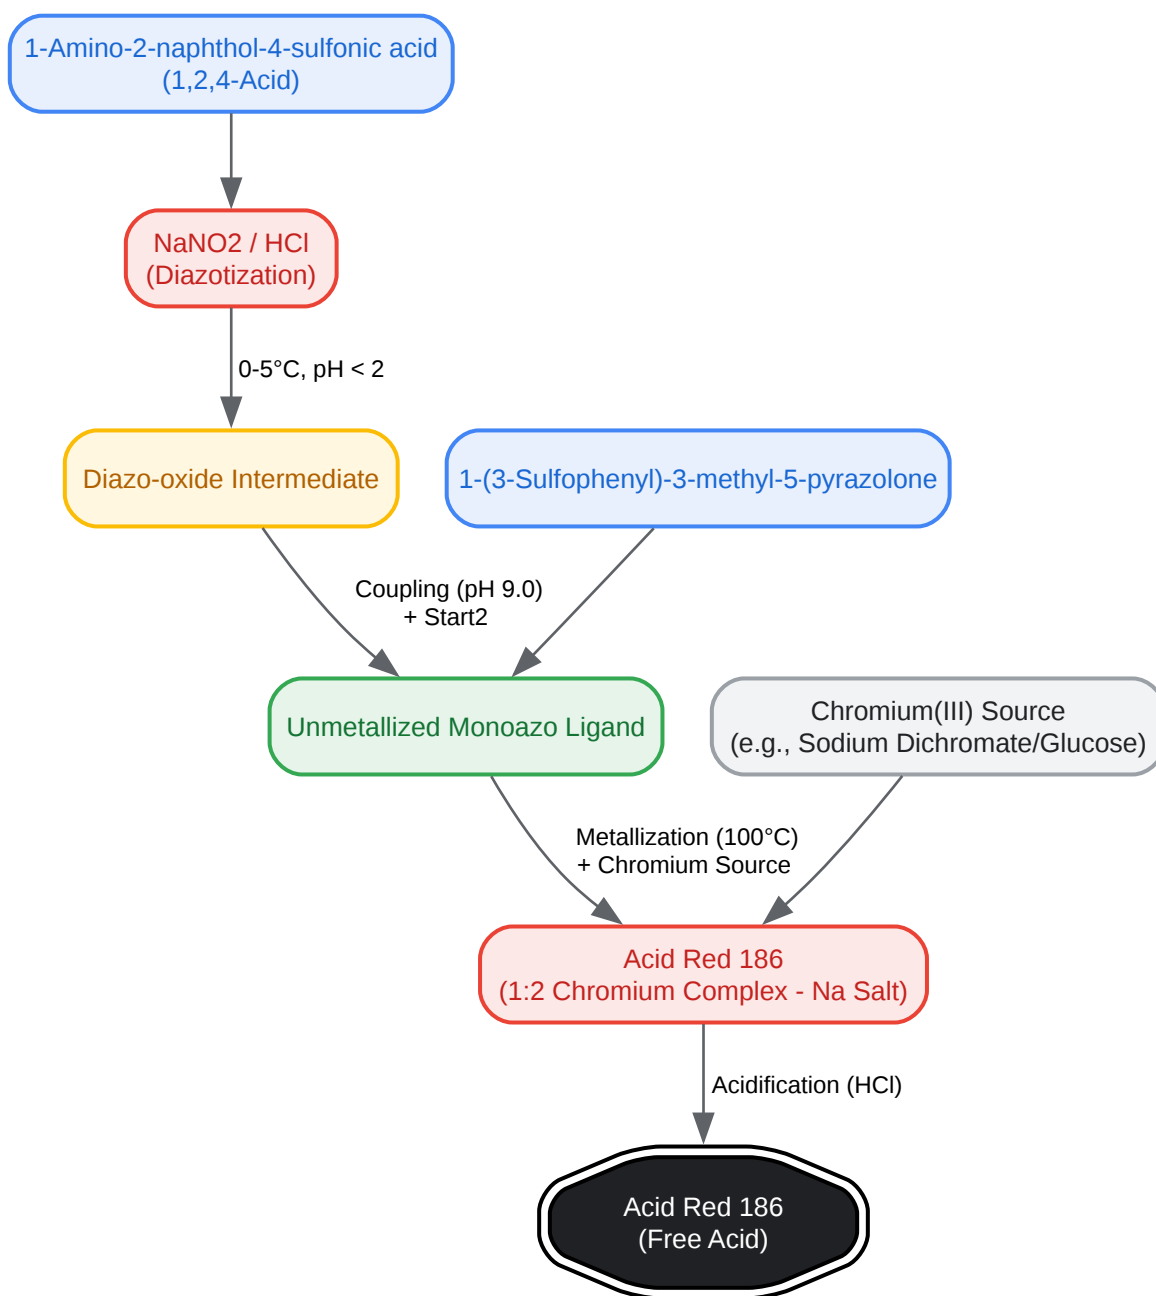 1-Amino-2-naphthol-4-sulfonic acid
(1,2,4-Acid)
NaNO2 / HCl
(Diazotization)
0-5°C, pH < 2
Diazo-oxide Intermediate
1-(3-Sulfophenyl)-3-methyl-5-pyrazolone
Coupling (pH 9.0)
+ Start2
Unmetallized Monoazo Ligand
Chromium(III) Source
(e.g., Sodium Dichromate/Glucose)
Metallization (100°C)
+ Chromium Source
Acid Red 186
(1:2 Chromium Complex - Na Salt)
Acidification (HCl)
Acid Red 186
(Free Acid)